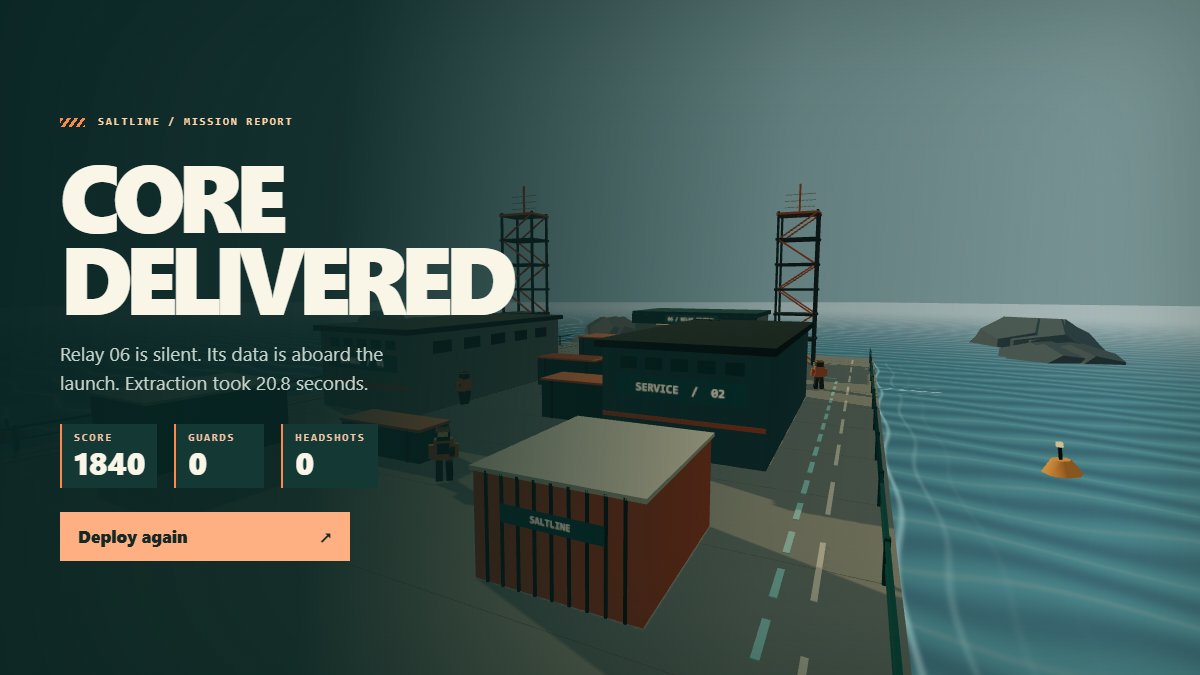 SALTLINE / MISSION REPORT
CORE
DELIVERED
Relay 06 is silent. Its data is aboard the
launch. Extraction took 20.8 seconds.
SCORE
1840
GUARDS
0
HEADSHOTS
0
Deploy again ↗
SERVICE / 02
SALTLINE